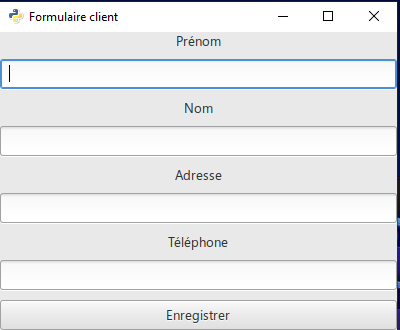 Formulaire client
Prénom
Nom
Adresse
Téléphone
Enregistrer